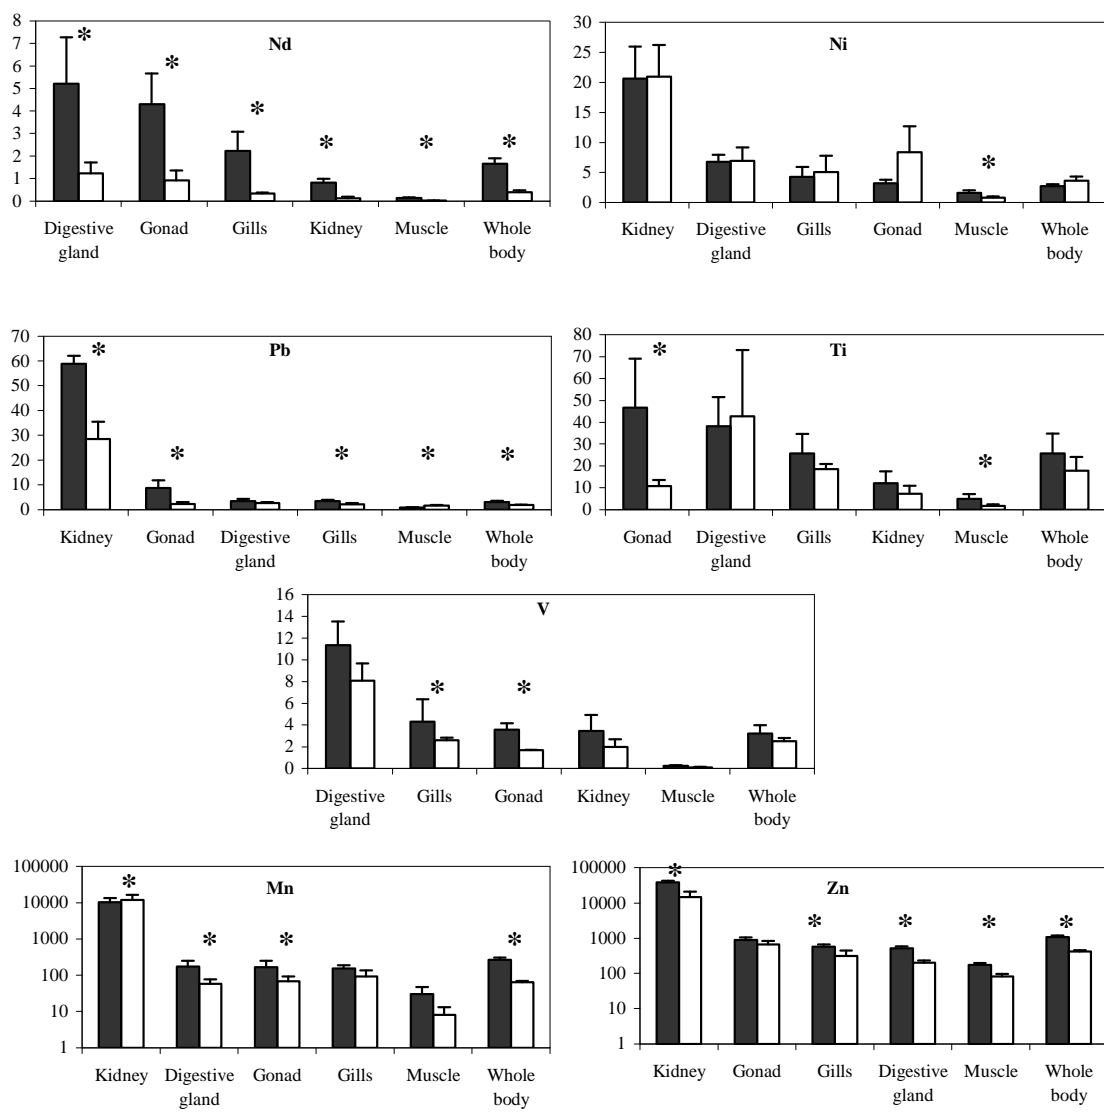 Nd
8
7
6
5
4
3
2
1
0
*
*
*
*
*
*
Digestive gland
Gonad
Gills
Kidney
Muscle
Whole body
Ni
30
25
20
15
10
5
0
*
Kidney
Digestive gland
Gills
Gonad
Muscle
Whole body
Pb
70
60
50
40
30
20
10
0
*
*
*
*
*
Kidney
Gonad
Digestive gland
Gills
Muscle
Whole body
Ti
80
70
60
50
40
30
20
10
0
*
*
Gonad
Digestive gland
Gills
Kidney
Muscle
Whole body
V
16
14
12
10
8
6
4
2
0
*
*
Digestive gland
Gills
Gonad
Kidney
Muscle
Whole body
Mn
100000
10000
1000
100
10
1
*
*
*
*
Kidney
Digestive gland
Gonad
Gills
Muscle
Whole body
Zn
100000
10000
1000
100
10
1
*
*
*
*
*
Kidney
Gonad
Gills
Digestive gland
Muscle
Whole body